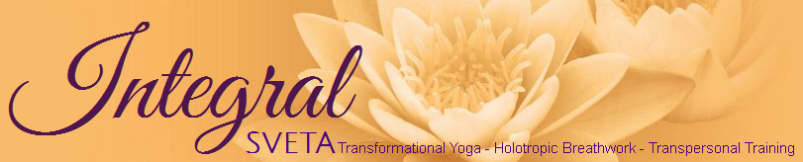 Integral
SVETA
Transformational Yoga - Holotropic Breathwork - Transpersonal Training